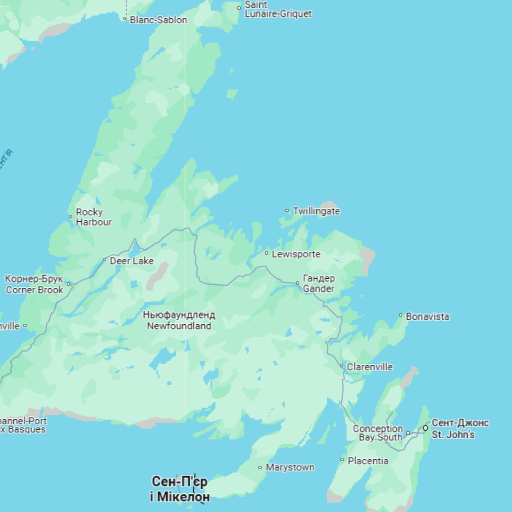 Saint
Lunaire-Griquet
Blanc-Sablon
Rocky
Harbour
Twillingate
Deer Lake
Lewisporte
Корнер-Брук
Corner Brook
Гандер
Gander
Ньюфаундленд
Newfoundland
Bonavista
Clarenville
Сент-Джонс
St. John's
Conception
Bay South
Placentia
Marystown
Сен-П'єр
і Мікелон